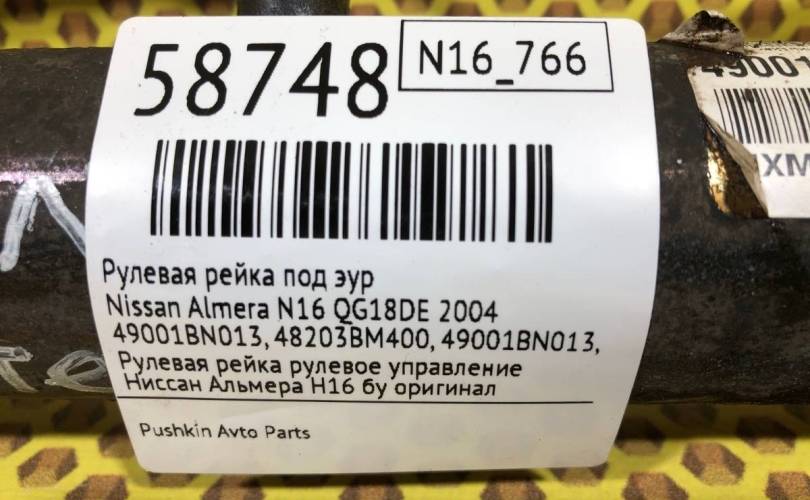 58748
N16_766
Рулевая рейка под эур
Nissan Almera N16 QG18DE 2004
49001BN013, 48203BM400, 49001BN013,
Рулевая рейка рулевое управление
Ниссан Альмера Н16 бу оригинал
Pushkin Avto Parts
49001
XM